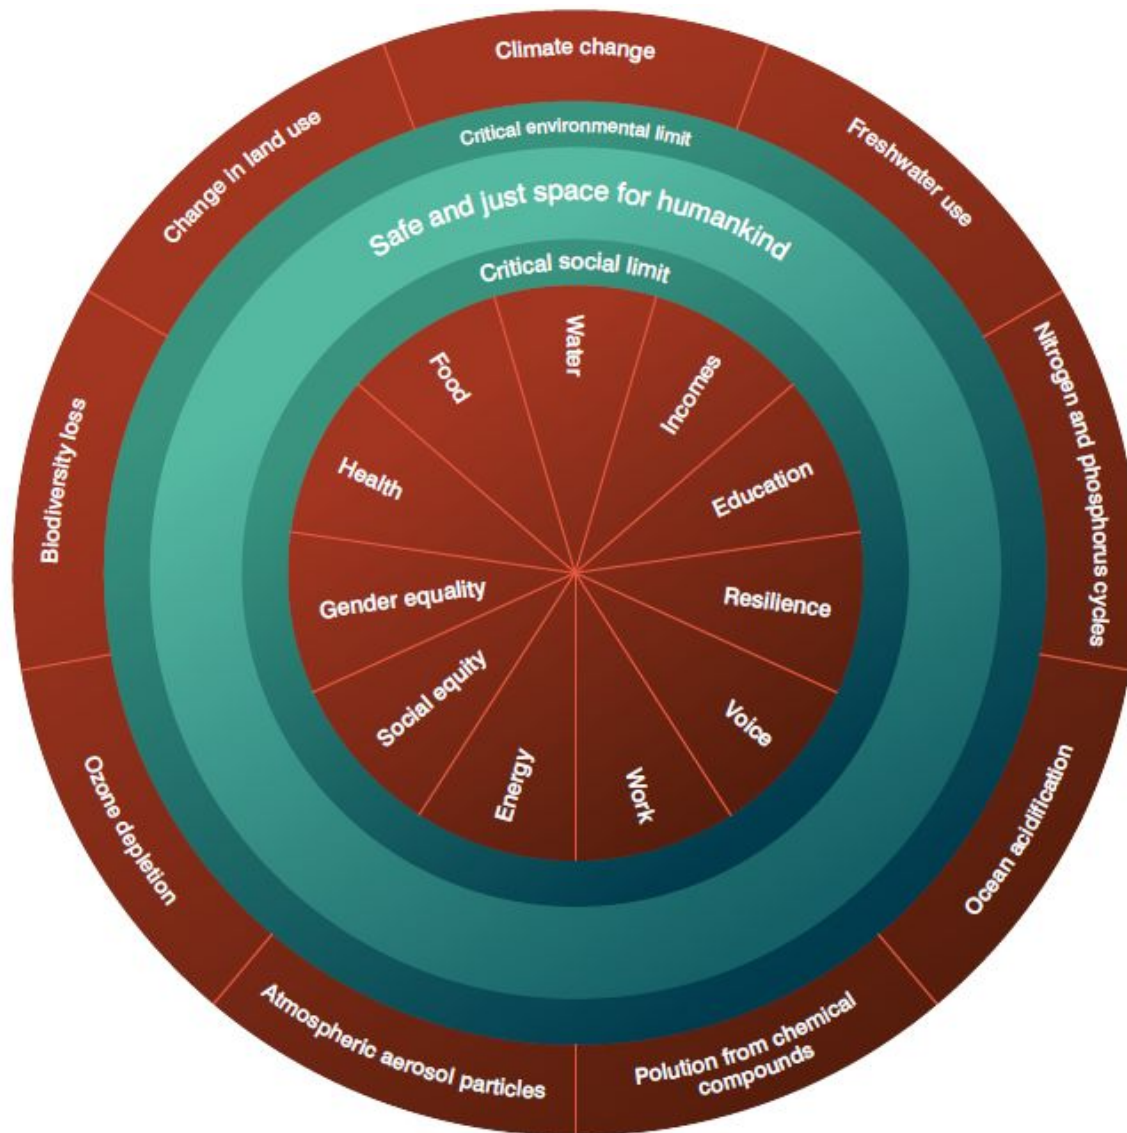 Climate change
Freshwater use
Nitrogen and phosphorus cycles
Ocean acidification
Polution from chemical
compounds
Atmospheric aerosol particles
Ozone depletion
Biodiversity loss
Change in land use
Critical environmental limit
Safe and just space for humankind
Critical social limit
Water
Incomes
Education
Resilience
Voice
Work
Energy
Social equity
Gender equality
Health
Food